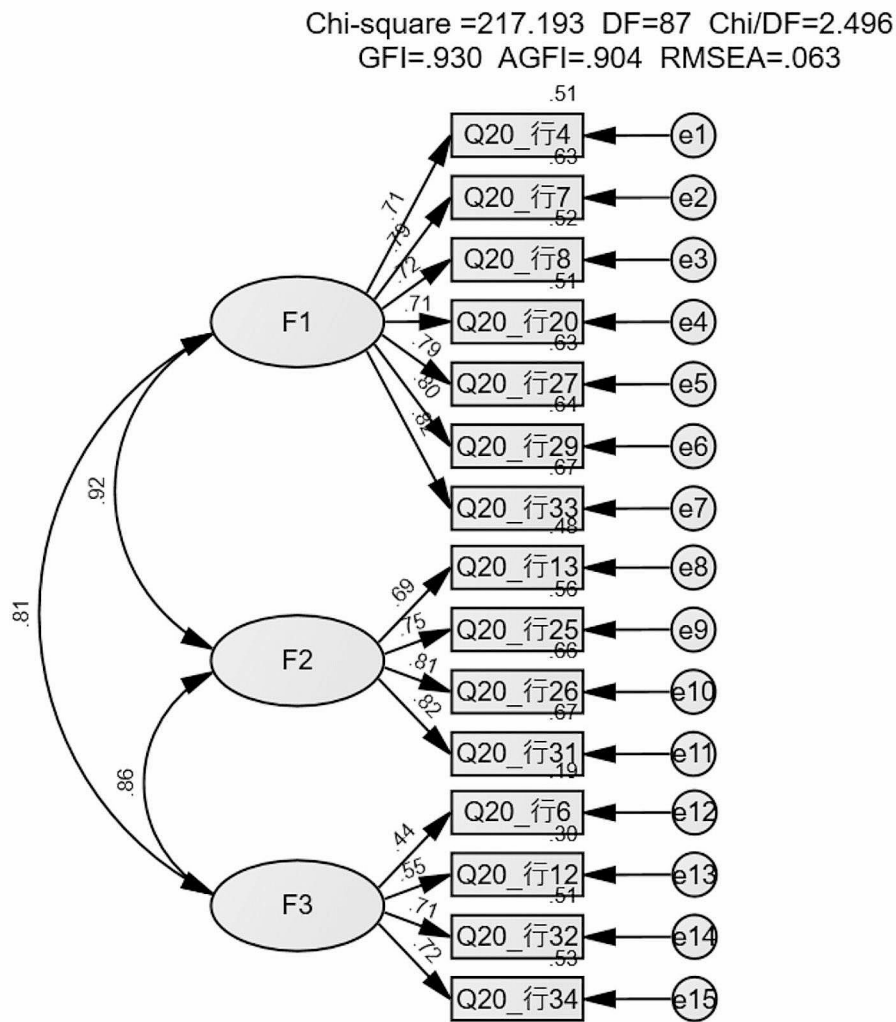 Chi-square =217.193 DF=87 Chi/DF=2.496
GFI=.930 AGFI=.904 RMSEA=.063
.51
Q20_行4
e1
.71
.63
Q20_行7
e2
.79
.52
Q20_行8
e3
.72
.51
Q20_行20
e4
.71
F1
.63
Q20_行27
e5
.79
.64
Q20_行29
e6
.80
.67
Q20_行33
e7
.82
.92
.48
Q20_行13
e8
.69
.56
Q20_行25
e9
.75
.81
F2
.66
Q20_行26
e10
.81
.67
Q20_行31
e11
.82
.86
.19
Q20_行6
e12
.44
.30
Q20_行12
e13
.55
F3
.51
Q20_行32
e14
.71
.53
Q20_行34
e15
.72